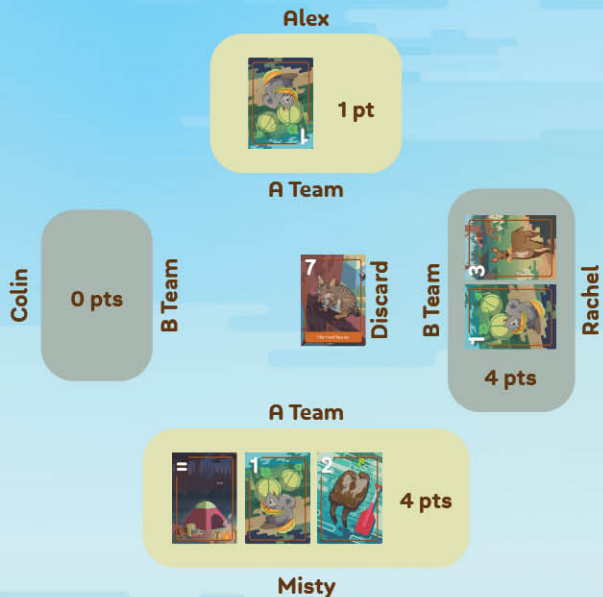 Alex
1
1 pt
A Team
Colin
0 pts
B Team
7
Discard
B Team
3
1
4 pts
Rachel
A Team
=
1
2
4 pts
Misty